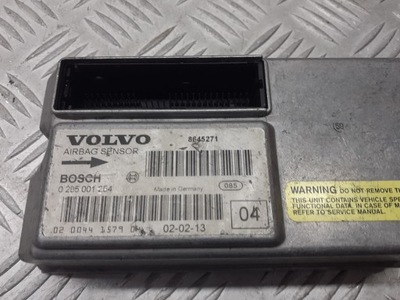 VOLVO
8645271
AIRBAG SENSOR
BOSCH
Made in Germany
065
0 285 001 254
04
02-02-13
WARNING DO NOT REMOVE
THIS UNIT CONTAINS VEHICLE
FUNCTIONAL DATA. IN CASE OF
REFER TO SERVICE MANUAL.